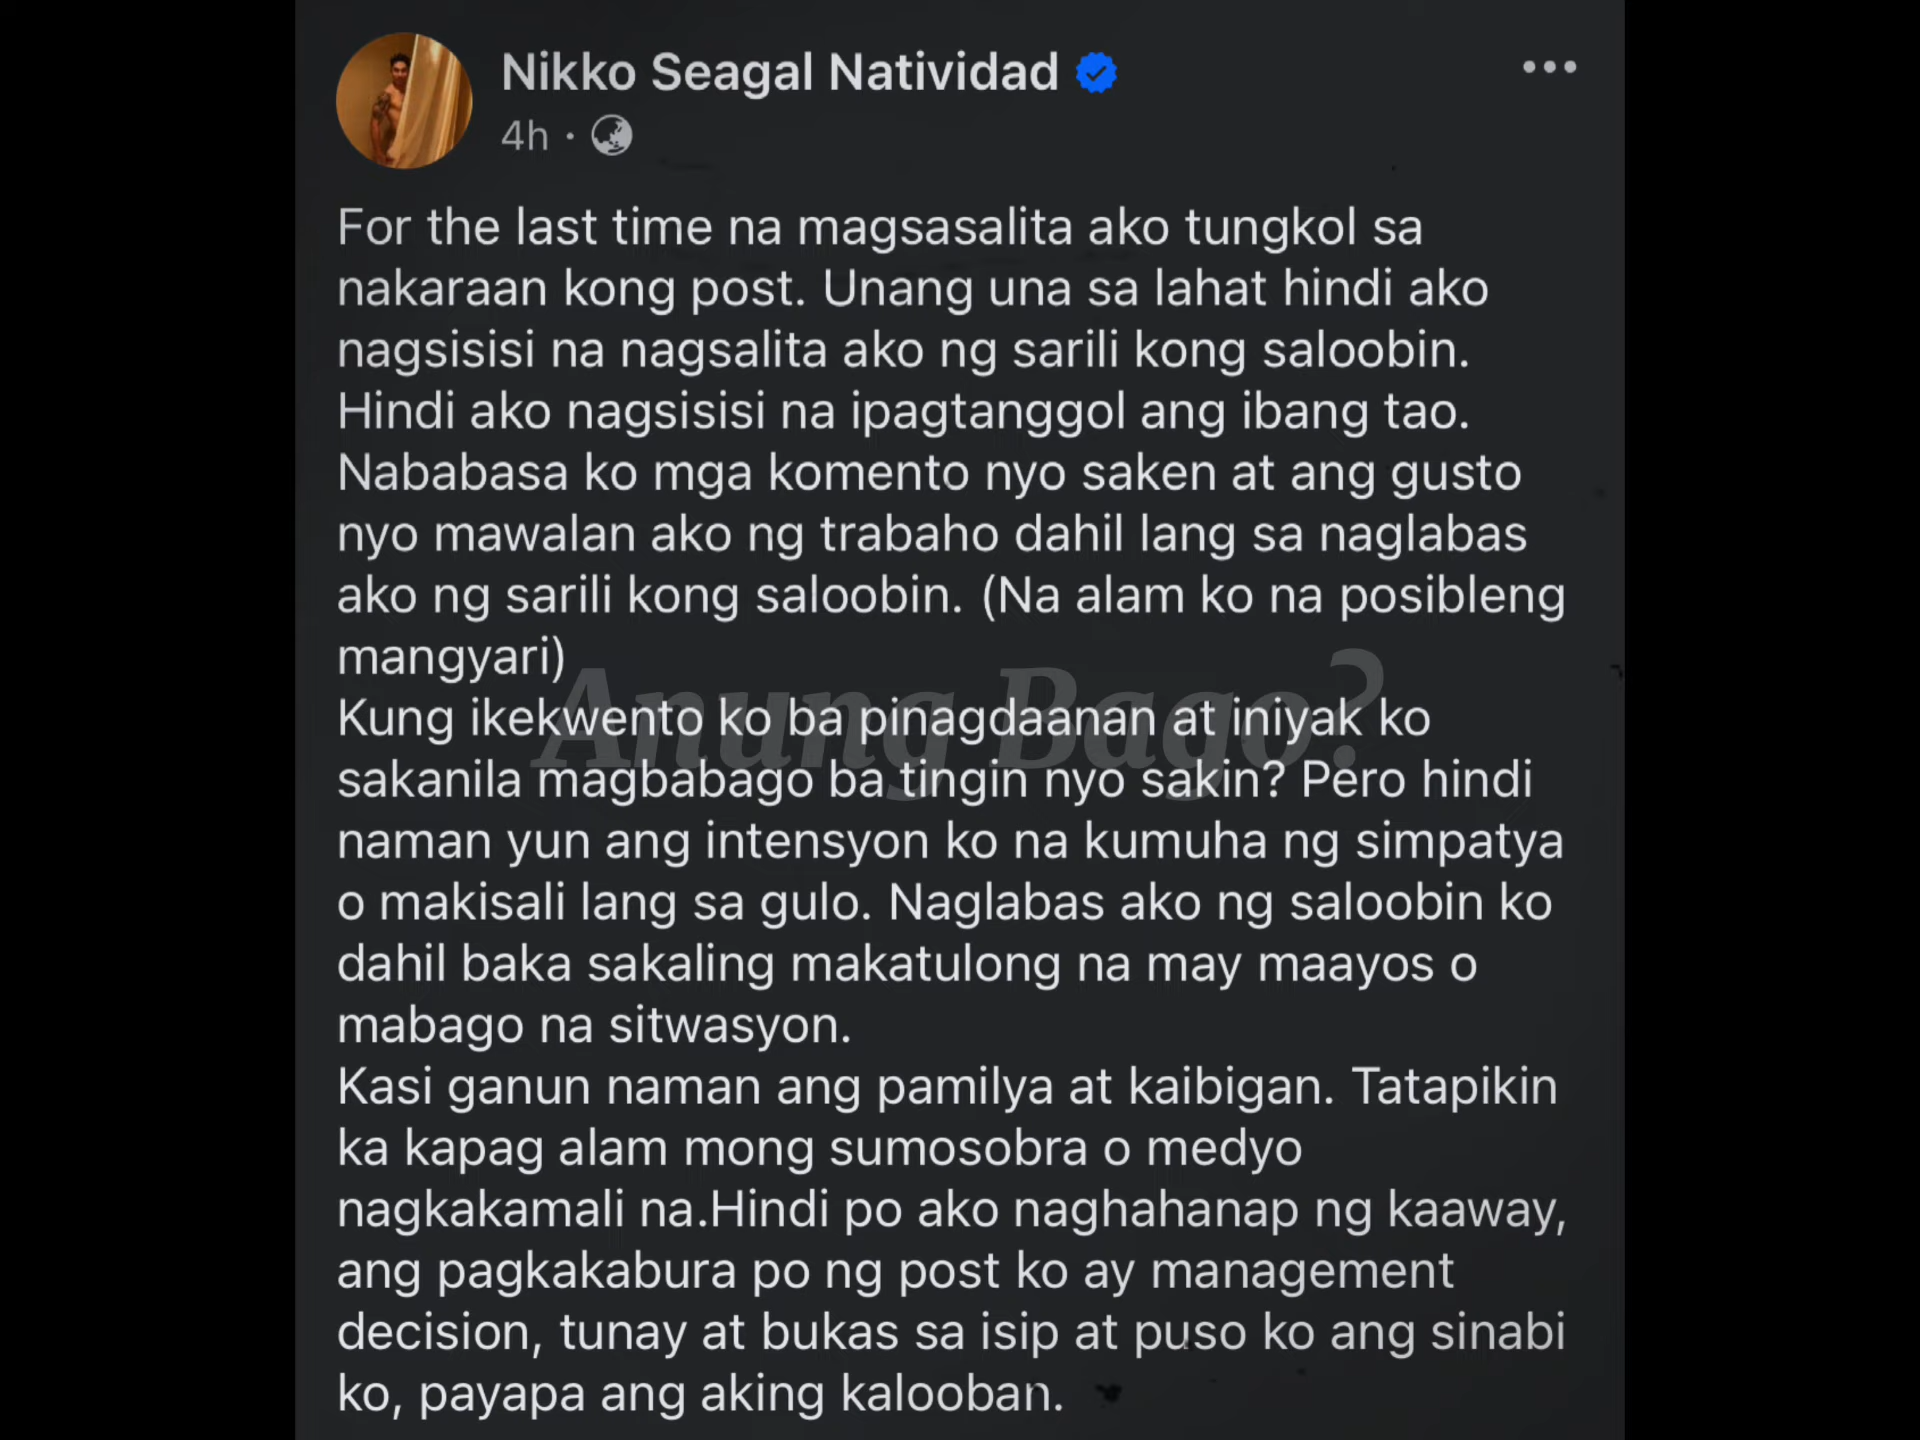 Nikko Seagal Natividad
4h
For the last time na magsasalita ako tungkol sa
nakaraan kong post. Unang una sa lahat hindi ako
nagsisisi na nagsalita ako ng sarili kong saloobin.
Hindi ako nagsisisi na ipagtanggol ang ibang tao.
Nababasa ko mga komento nyo saken at ang gusto
nyo mawalan ako ng trabaho dahil lang sa naglabas
ako ng sarili kong saloobin. (Na alam ko na posibleng
mangyari)
Anung Bago?
Kung ikekwento ko ba pinagdaanan at iniyak ko
sakanila magbabago ba tingin nyo sakin? Pero hindi
naman yun ang intensyon ko na kumuha ng simpatya
o makisali lang sa gulo. Naglabas ako ng saloobin ko
dahil baka sakaling makatulong na may maayos o
mabago na sitwasyon.
Kasi ganun naman ang pamilya at kaibigan. Tatapikin
ka kapag alam mong sumosobra o medyo
nagkakamali na.Hindi po ako naghahanap ng kaaway,
ang pagkakabura po ng post ko ay management
decision, tunay at bukas sa isip at puso ko ang sinabi
ko, payapa ang aking kalooban.